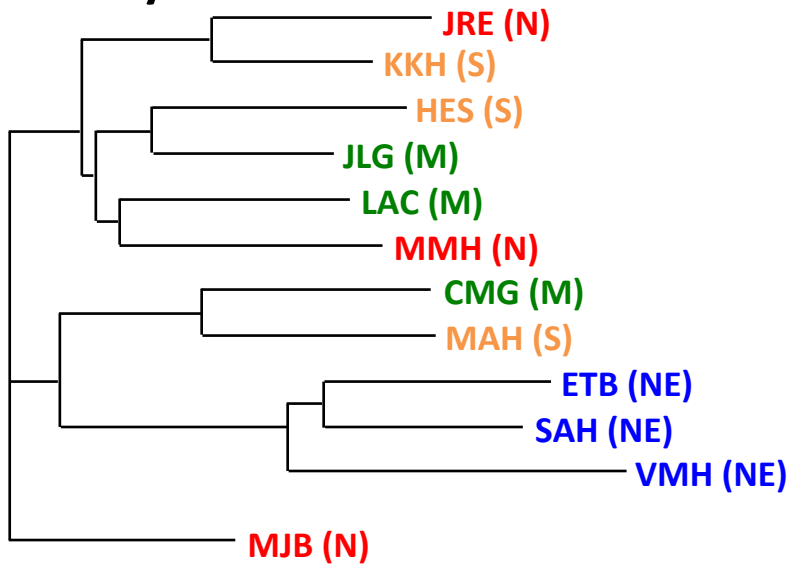 JRE (N)
KKH (S)
HES (S)
JLG (M)
LAC (M)
MMH (N)
CMG (M)
MAH (S)
ETB (NE)
SAH (NE)
VMH (NE)
MJB (N)